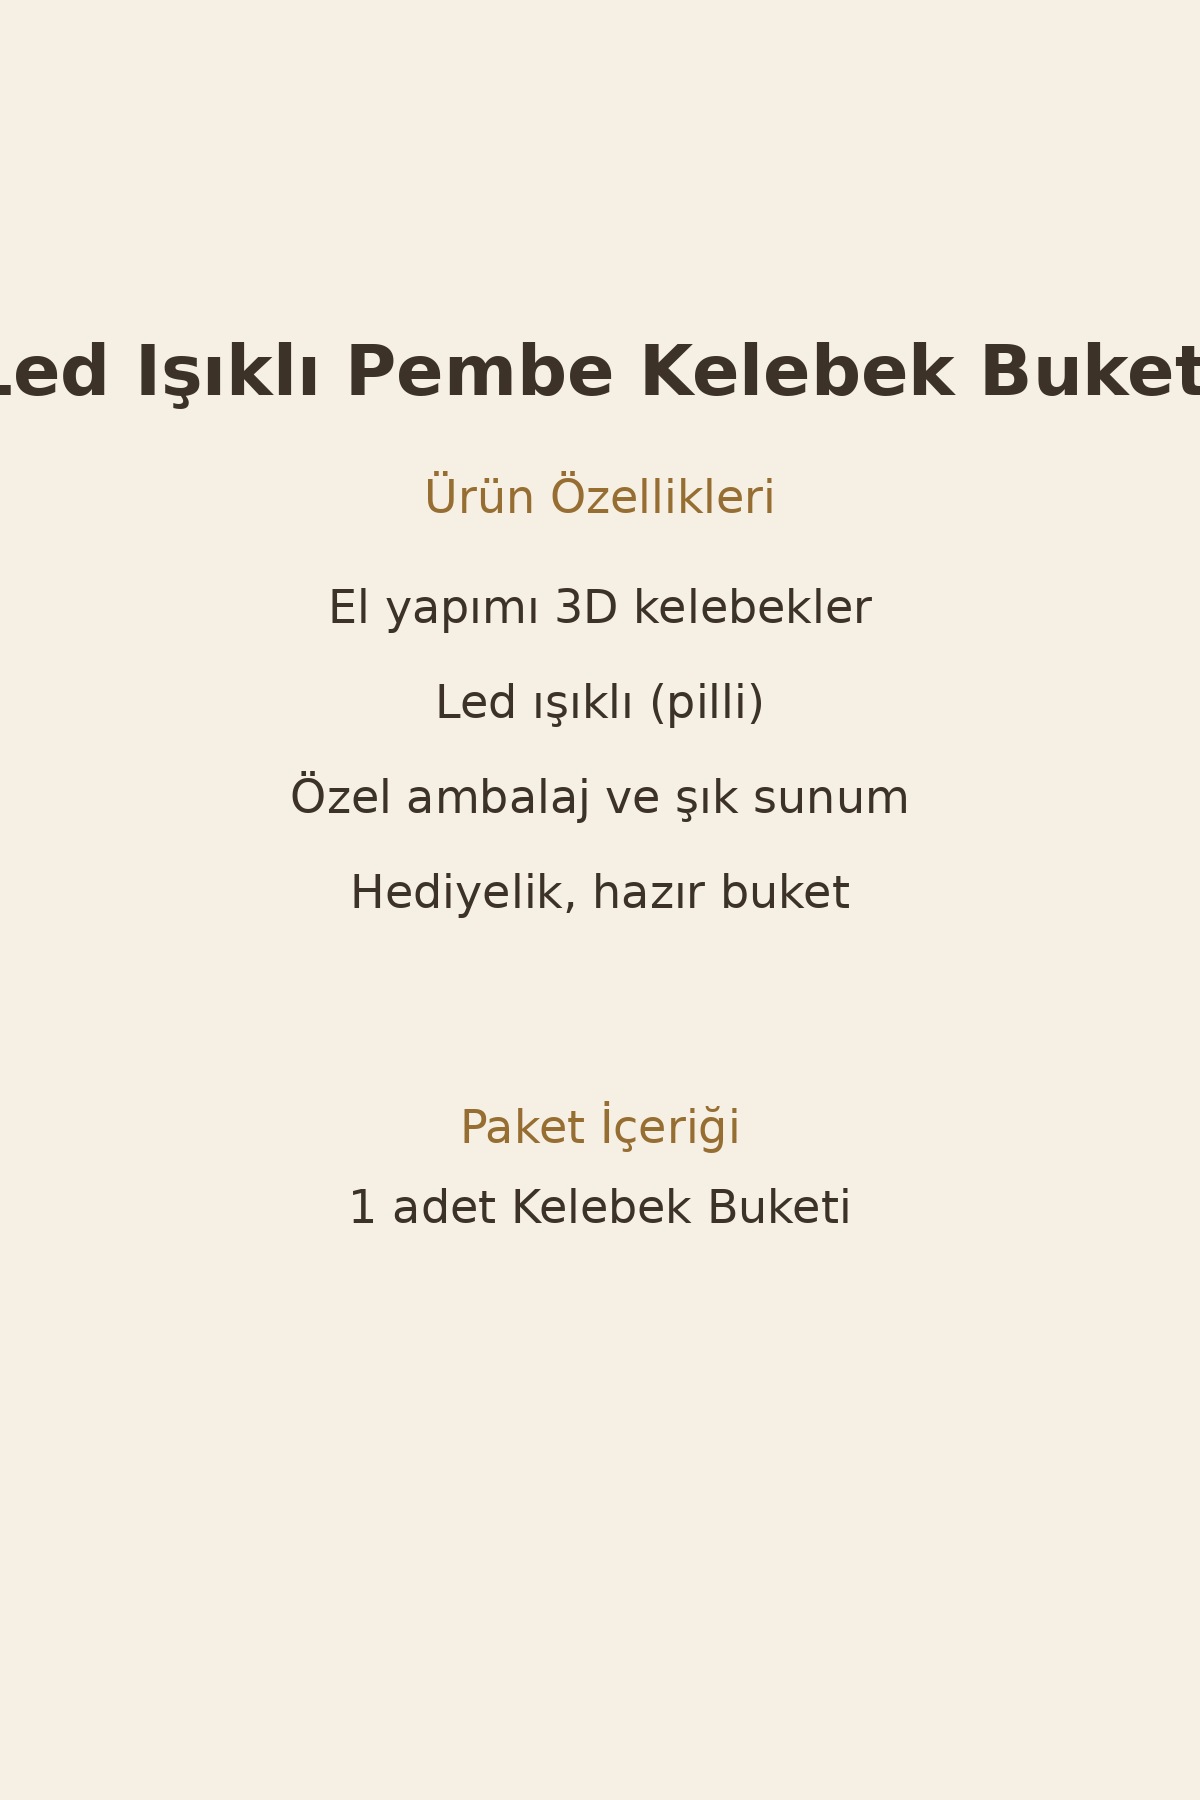 Led Işıklı Pembe Kelebek Buket
Ürün Özellikleri
El yapımı 3D kelebekler
Led ışıklı (pilli)
Özel ambalaj ve şık sunum
Hediyelik, hazır buket
Paket İçeriği
1 adet Kelebek Buketi